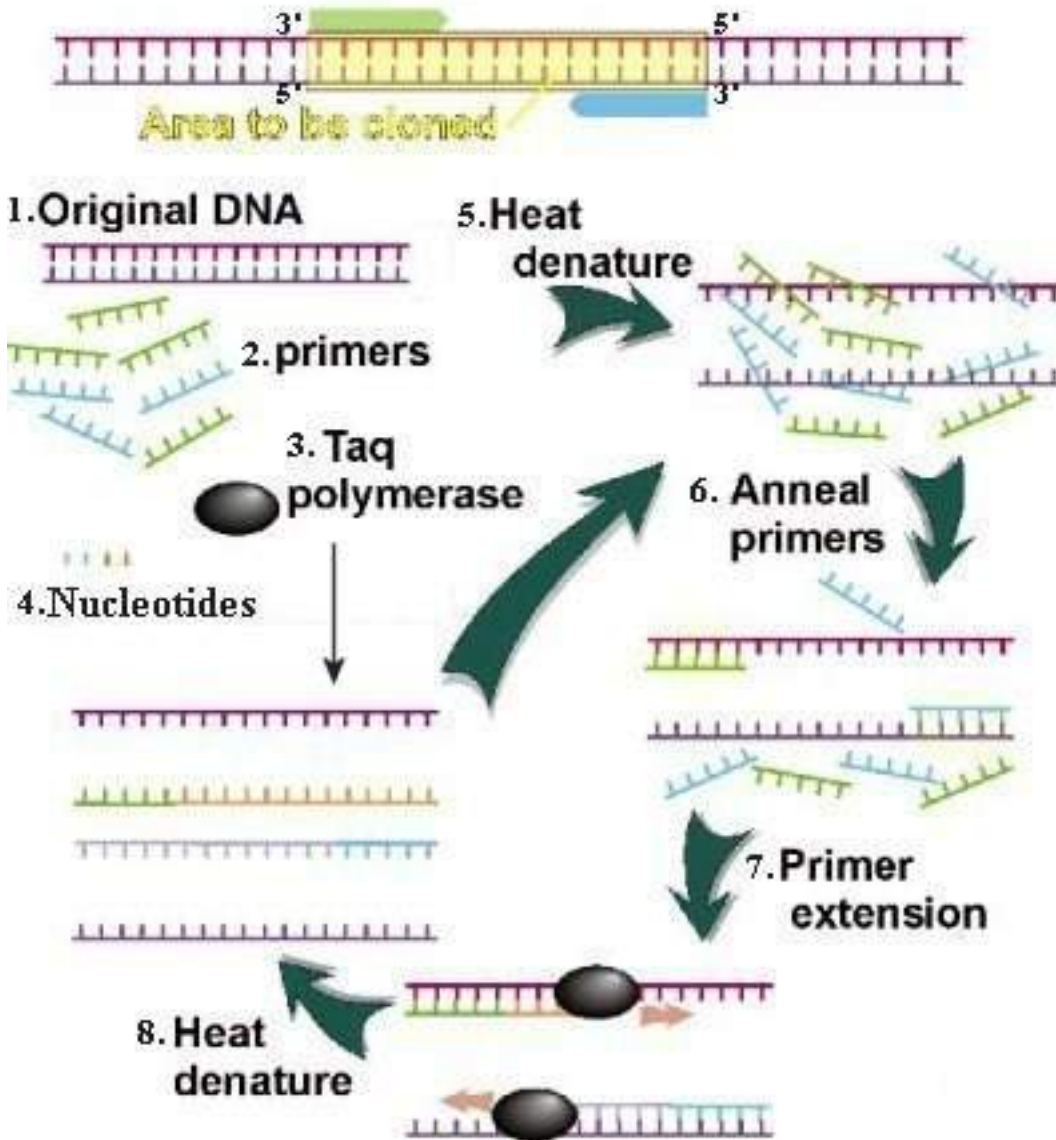 3' 5'
5' 3'
Area to be cloned
1.Original DNA
2.primers
3. Taq
polymerase
4.Nucleotides
5.Heat
denature
6. Anneal
primers
7.Primer
extension
8.Heat
denature